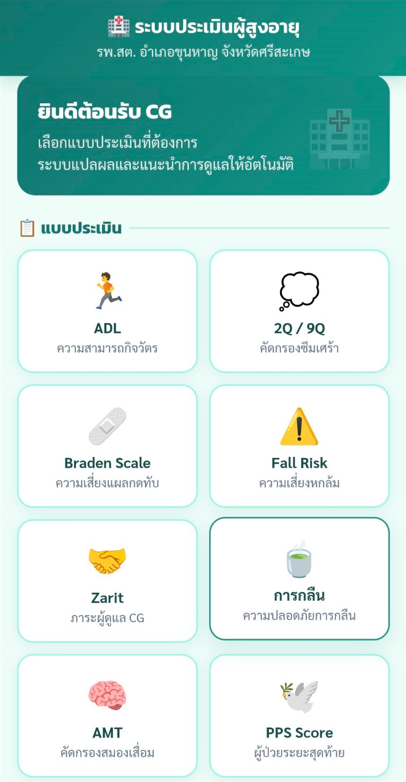 ระบบประเมินผู้สูงอายุ
รพ.สต. อำเภอขุนหาญ จังหวัดศรีสะเกษ
ยินดีต้อนรับ CG
เลือกแบบประเมินที่ต้องการ
ระบบแปลผลและแนะนำการดูแลให้อัตโนมัติ
แบบประเมิน
ADL
ความสามารถกิจวัตร
2Q / 9Q
คัดกรองซึมเศร้า
Braden Scale
ความเสี่ยงแผลกดทับ
Fall Risk
ความเสี่ยงหกล้ม
Zarit
ภาระผู้ดูแล CG
การกลืน
ความปลอดภัยการกลืน
AMT
คัดกรองสมองเสื่อม
PPS Score
ผู้ป่วยระยะสุดท้าย